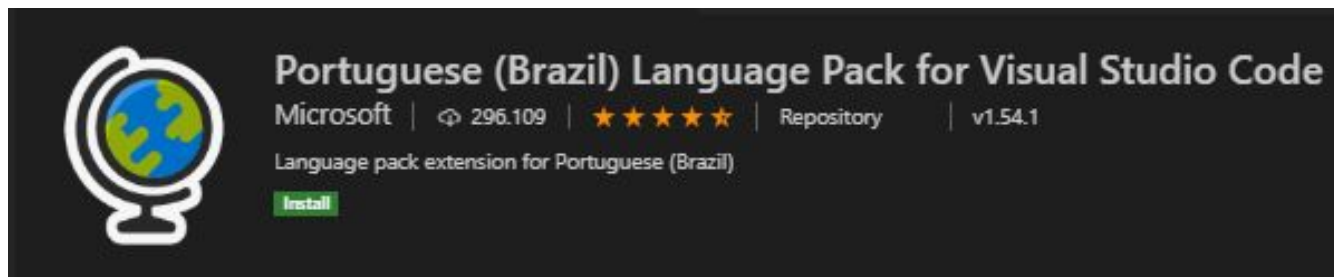 Portuguese (Brazil) Language Pack for Visual Studio Code
Microsoft | 296.109 | Repository | v1.54.1
Language pack extension for Portuguese (Brazil)
Install